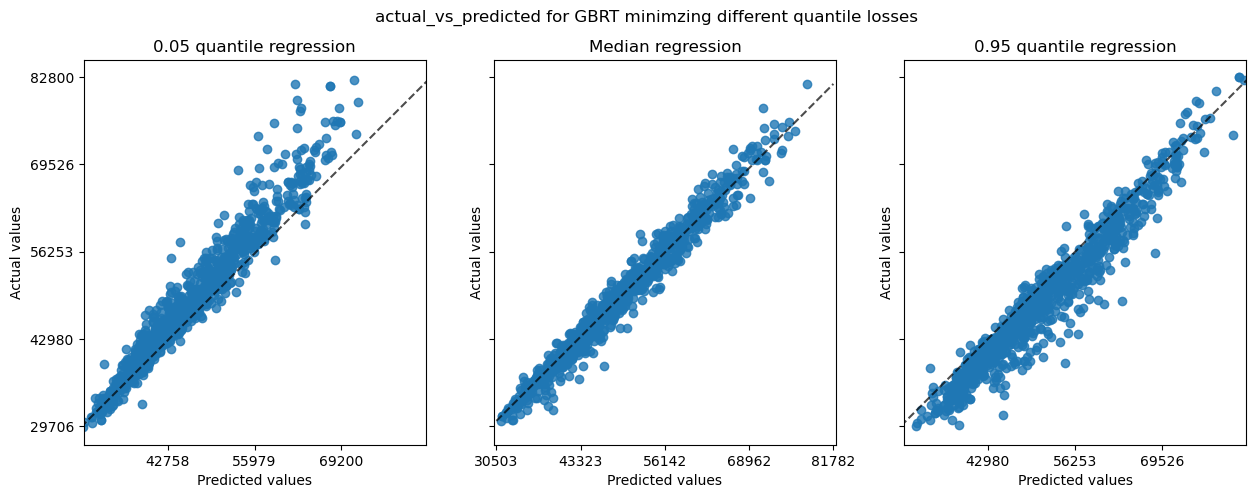 actual_vs_predicted for GBRT minimzing different quantile losses
0.05 quantile regression
Median regression
0.95 quantile regression
82800
69526
56253
42980
29706
Actual values
42758 55979 69200
Predicted values
Actual values
30503 43323 56142 68962 81782
Predicted values
Actual values
42980 56253 69526
Predicted values